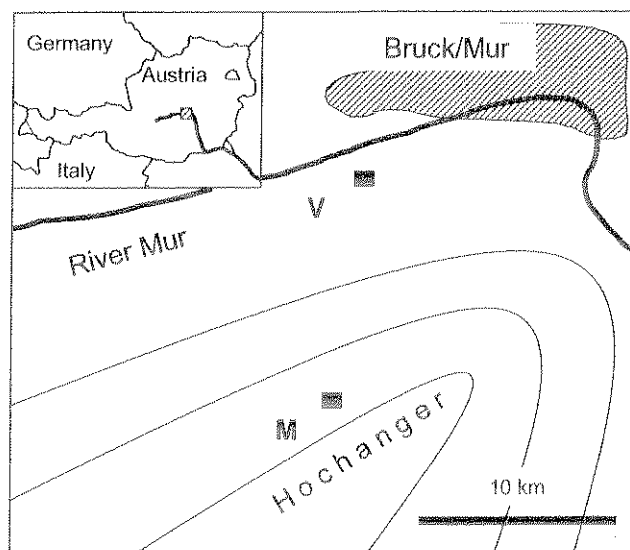 Germany
Austria
Italy
Bruck/Mur
V
River Mur
M
Hochanger
10 km